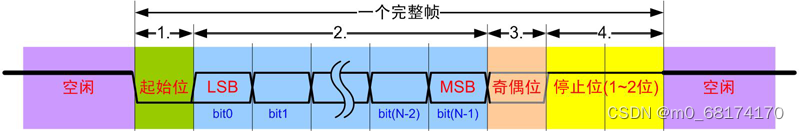 一个完整帧
1. 2. 3. 4.
空闲 起始位 LSB MSB 奇偶位 停止位(1~2位) 空闲
bit0 bit1 bit(N-2) bit(N-1)
CSDN @m0_68174170